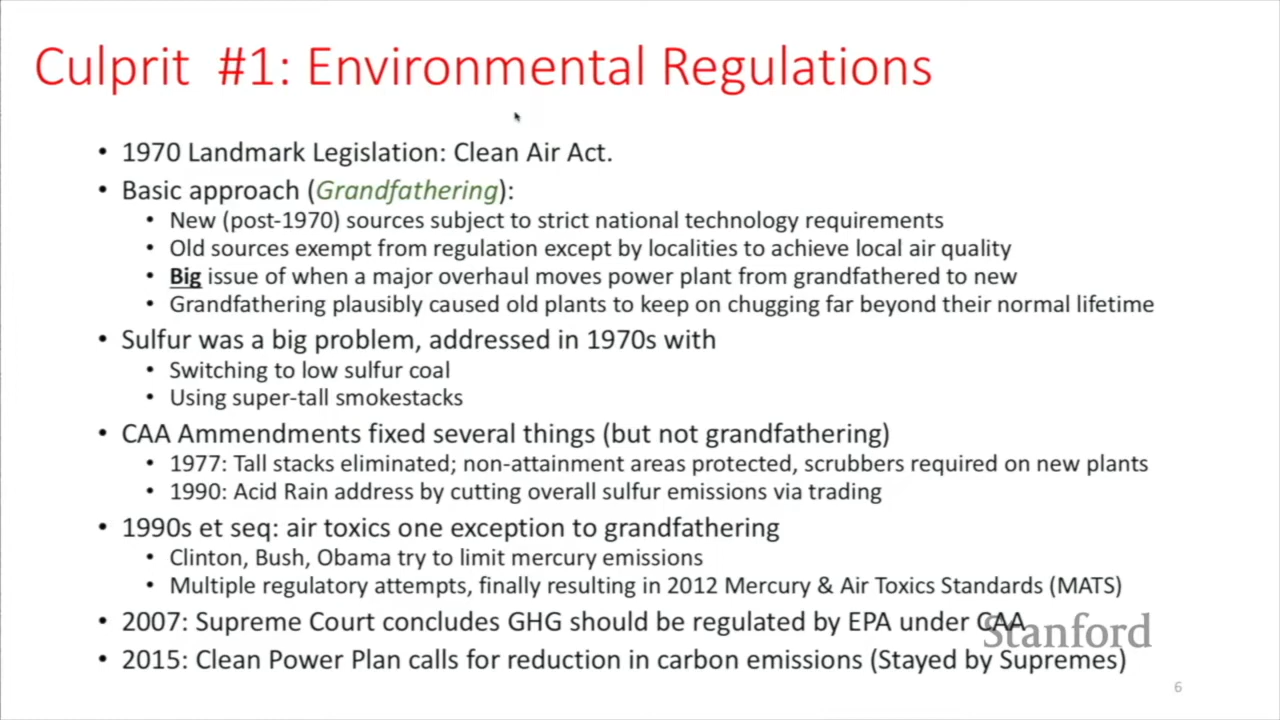 Culprit #1: Environmental Regulations
• 1970 Landmark Legislation: Clean Air Act.
• Basic approach (Grandfathering):
• New (post-1970) sources subject to strict national technology requirements
• Old sources exempt from regulation except by localities to achieve local air quality
• Big issue of when a major overhaul moves power plant from grandfathered to new
• Grandfathering plausibly caused old plants to keep on chugging far beyond their normal lifetime
• Sulfur was a big problem, addressed in 1970s with
• Switching to low sulfur coal
• Using super-tall smokestacks
• CAA Ammendments fixed several things (but not grandfathering)
• 1977: Tall stacks eliminated; non-attainment areas protected, scrubbers required on new plants
• 1990: Acid Rain address by cutting overall sulfur emissions via trading
• 1990s et seq: air toxics one exception to grandfathering
• Clinton, Bush, Obama try to limit mercury emissions
• Multiple regulatory attempts, finally resulting in 2012 Mercury & Air Toxics Standards (MATS)
• 2007: Supreme Court concludes GHG should be regulated by EPA under CAA
Stanford
• 2015: Clean Power Plan calls for reduction in carbon emissions (Stayed by Supremes)
6